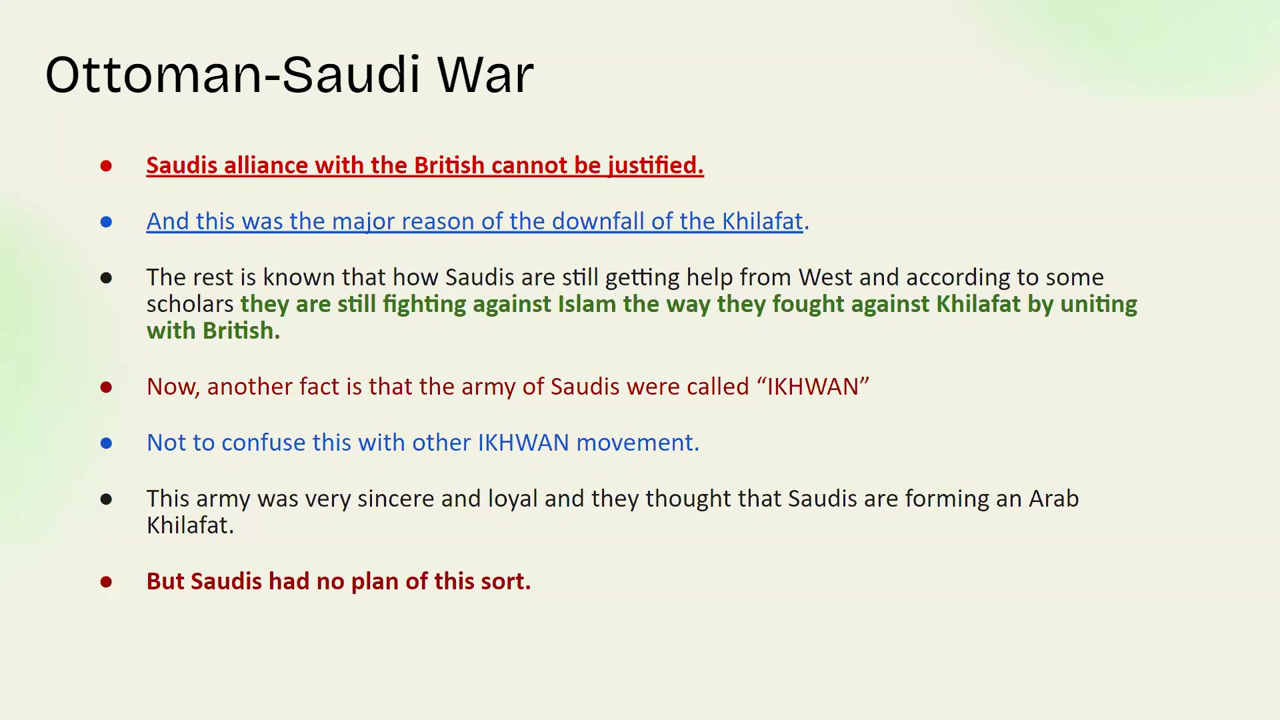 Ottoman-Saudi War
● Saudis alliance with the British cannot be justified.
● And this was the major reason of the downfall of the Khilafat.
● The rest is known that how Saudis are still getting help from West and according to some
scholars they are still fighting against Islam the way they fought against Khilafat by uniting
with British.
● Now, another fact is that the army of Saudis were called “IKHWAN”
● Not to confuse this with other IKHWAN movement.
● This army was very sincere and loyal and they thought that Saudis are forming an Arab
Khilafat.
● But Saudis had no plan of this sort.